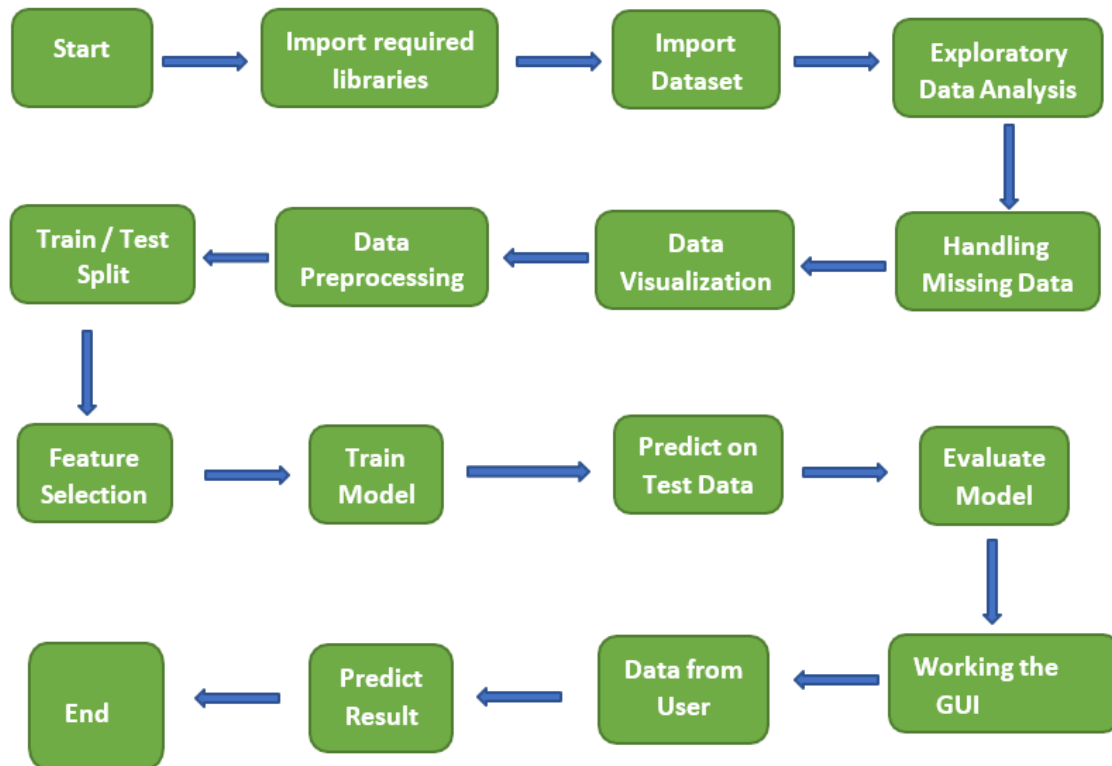 Start
Import required
libraries
Import
Dataset
Exploratory
Data Analysis
Handling
Missing Data
Data
Visualization
Data
Preprocessing
Train / Test
Split
Feature
Selection
Train
Model
Predict on
Test Data
Evaluate
Model
Working the
GUI
Data from
User
Predict
Result
End